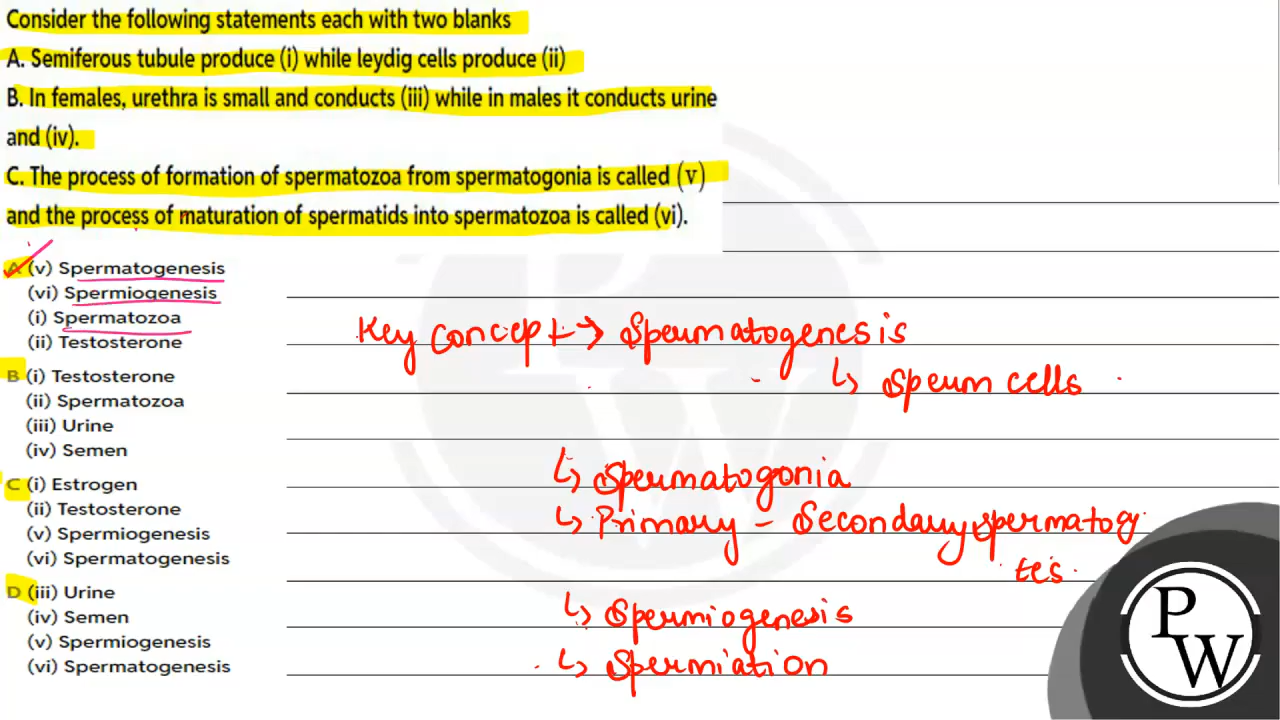 Consider the following statements each with two blanks
A. Semiferous tubule produce (i) while leydig cells produce (ii)
B. In females, urethra is small and conducts (iii) while in males it conducts urine
and (iv).
C. The process of formation of spermatozoa from spermatogonia is called (v)
and the process of maturation of spermatids into spermatozoa is called (vi).
A (v) Spermatogenesis
(vi) Spermiogenesis
(i) Spermatozoa
(ii) Testosterone
B (i) Testosterone
(ii) Spermatozoa
(iii) Urine
(iv) Semen
C (i) Estrogen
(ii) Testosterone
(v) Spermiogenesis
(vi) Spermatogenesis
D (iii) Urine
(iv) Semen
(v) Spermiogenesis
(vi) Spermatogenesis
Key concept → Spermatogenesis
↳ Sperm cells
↳ Spermatogonia
↳ Primary - Secondary spermatocy
tes
↳ Spermiogenesis
↳ Spermiation
P
W